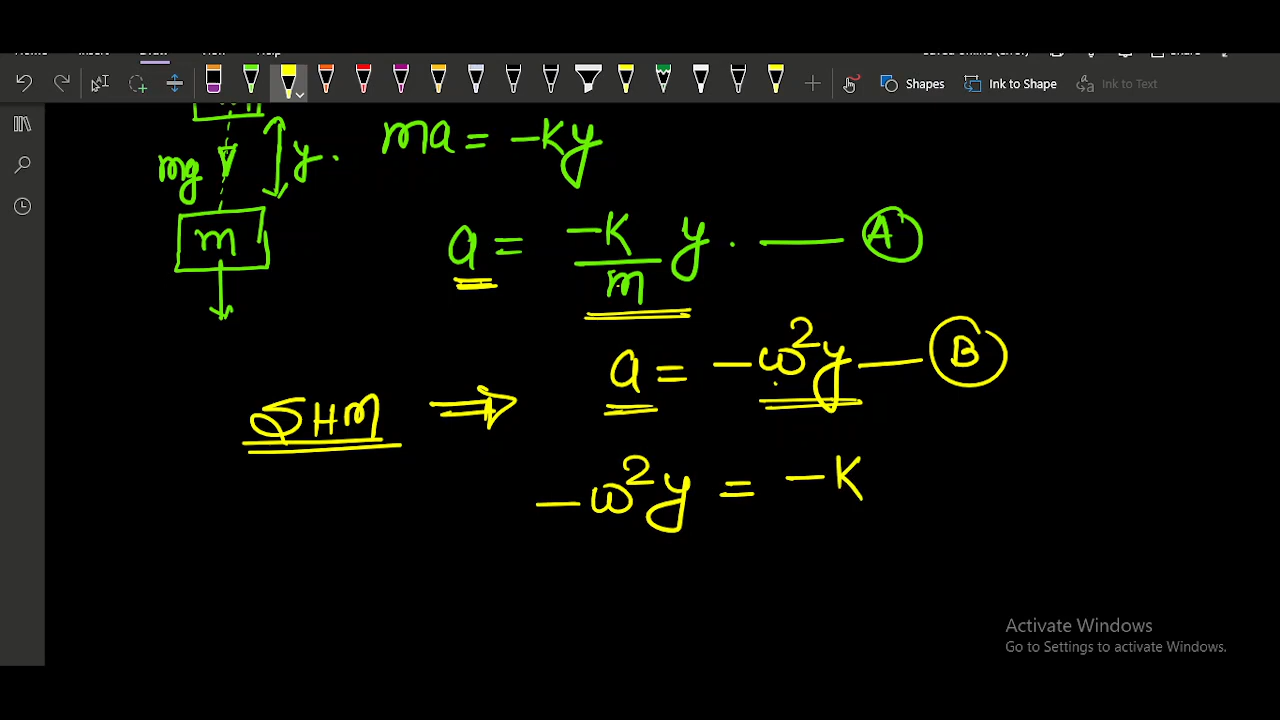 Shapes Ink to Shape Ink to Text
ma = -Ky
mg y.
m
a = -K/m y. — A
a = -ω²y — B
SHM ⇒
-ω²y = -K
Activate Windows
Go to Settings to activate Windows.